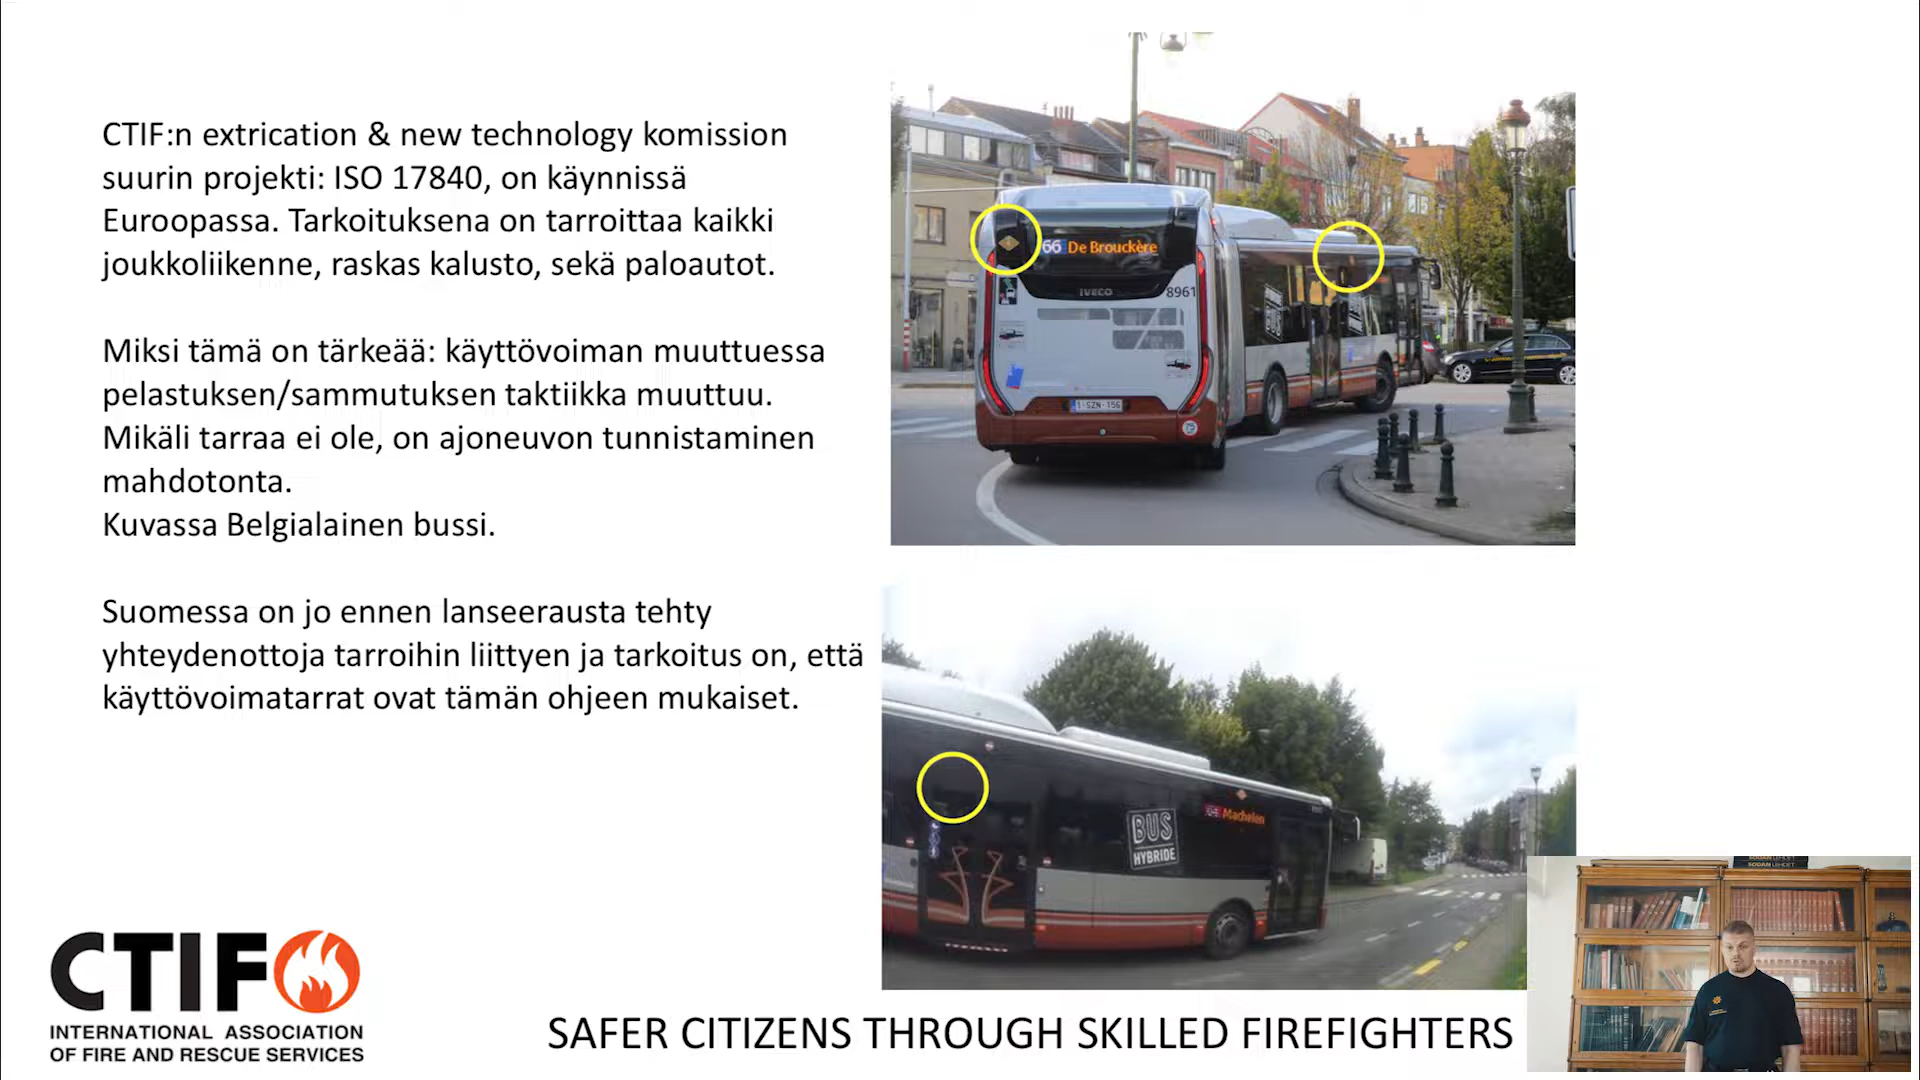 CTIF:n extrication & new technology komission
suurin projekti: ISO 17840, on käynnissä
Euroopassa. Tarkoituksena on tarroittaa kaikki
joukkoliikenne, raskas kalusto, sekä paloautot.
Miksi tämä on tärkeää: käyttövoiman muuttuessa
pelastuksen/sammutuksen taktiikka muuttuu.
Mikäli tarraa ei ole, on ajoneuvon tunnistaminen
mahdotonta.
Kuvassa Belgialainen bussi.
Suomessa on jo ennen lanseerausta tehty
yhteydenottoja tarroihin liittyen ja tarkoitus on, että
käyttövoimatarrat ovat tämän ohjeen mukaiset.
66 De Brouckère
IVECO
8961
1-SZN-156
BUS
HYBRIDE
Machelen
CTIF
INTERNATIONAL ASSOCIATION
OF FIRE AND RESCUE SERVICES
SAFER CITIZENS THROUGH SKILLED FIREFIGHTERS